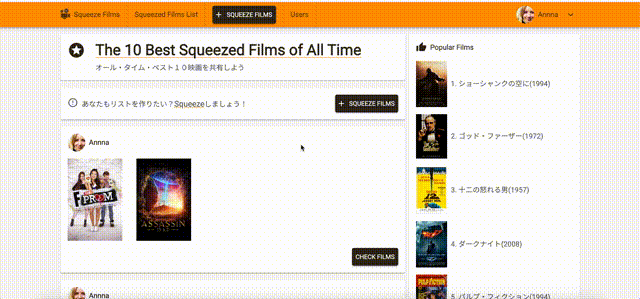 Squeeze Films
Squeezed Films List
+ SQUEEZE FILMS
Users
Annna
The 10 Best Squeezed Films of All Time
オール・タイム・ベスト１０映画を共有しよう
あなたもリストを作りたい？Squeezeしましょう！
+ SQUEEZE FILMS
Annna
F*&% THE PROM
ASSASSIN
CHECK FILMS
Annna
Popular Films
1. ショーシャンクの空に(1994)
2. ゴッド・ファーザー(1972)
3. 十二の怒れる男(1957)
4. ダークナイト(2008)
PULP FICTION
5. パルプ・フィクション(1994)